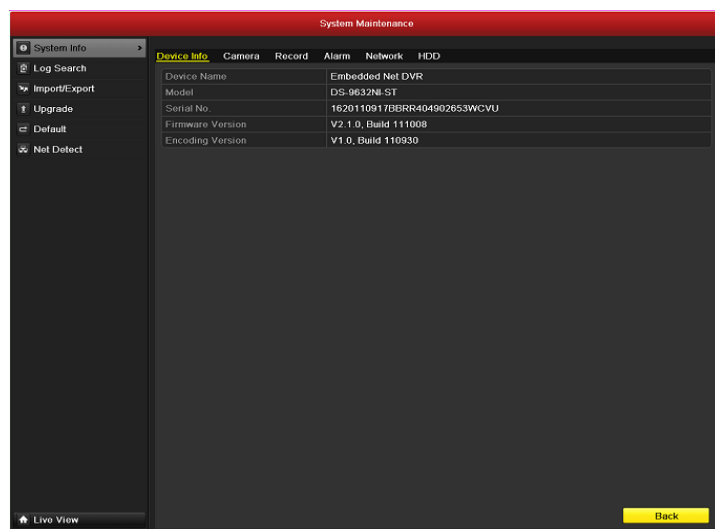 System Maintenance
System Info >
Log Search
Import/Export
Upgrade
Default
Net Detect
Live View
Device Info Camera Record Alarm Network HDD
Device Name Embedded Net DVR
Model DS-9632NI-ST
Serial No. 1620110917BBRR404902653WCVU
Firmware Version V2.1.0, Build 111008
Encoding Version V1.0, Build 110930
Back